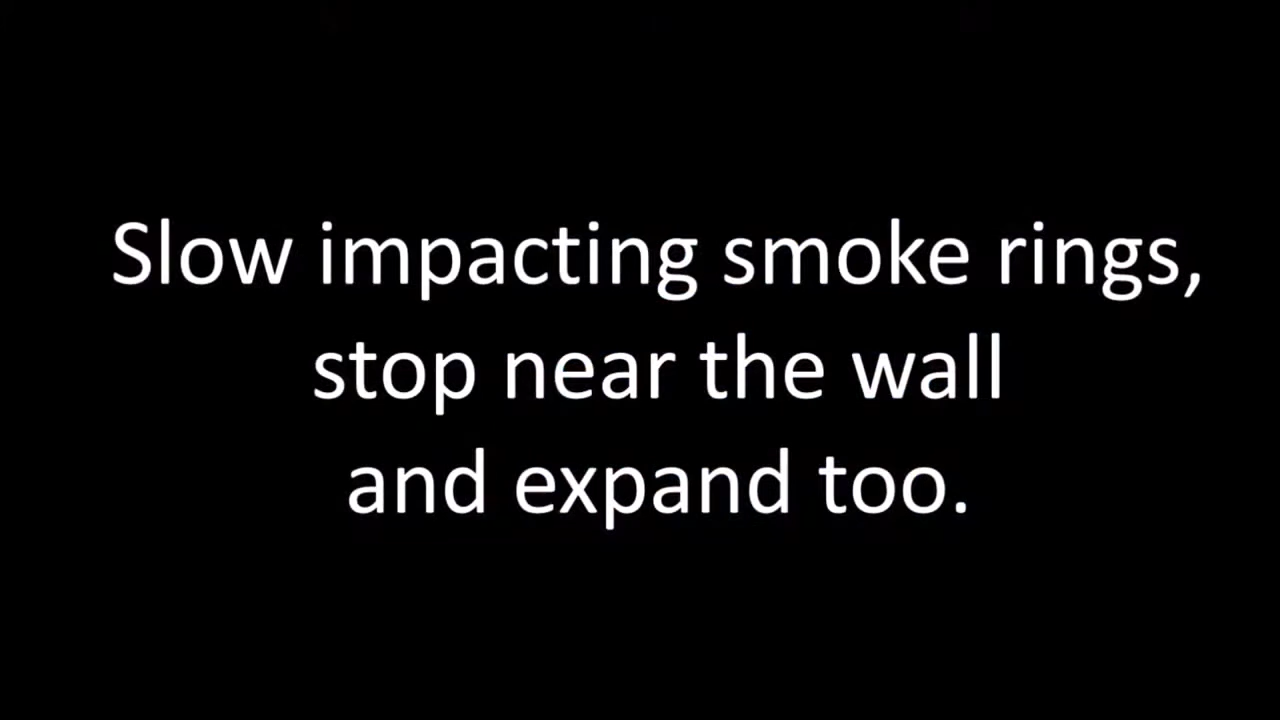 Slow impacting smoke rings,
stop near the wall
and expand too.